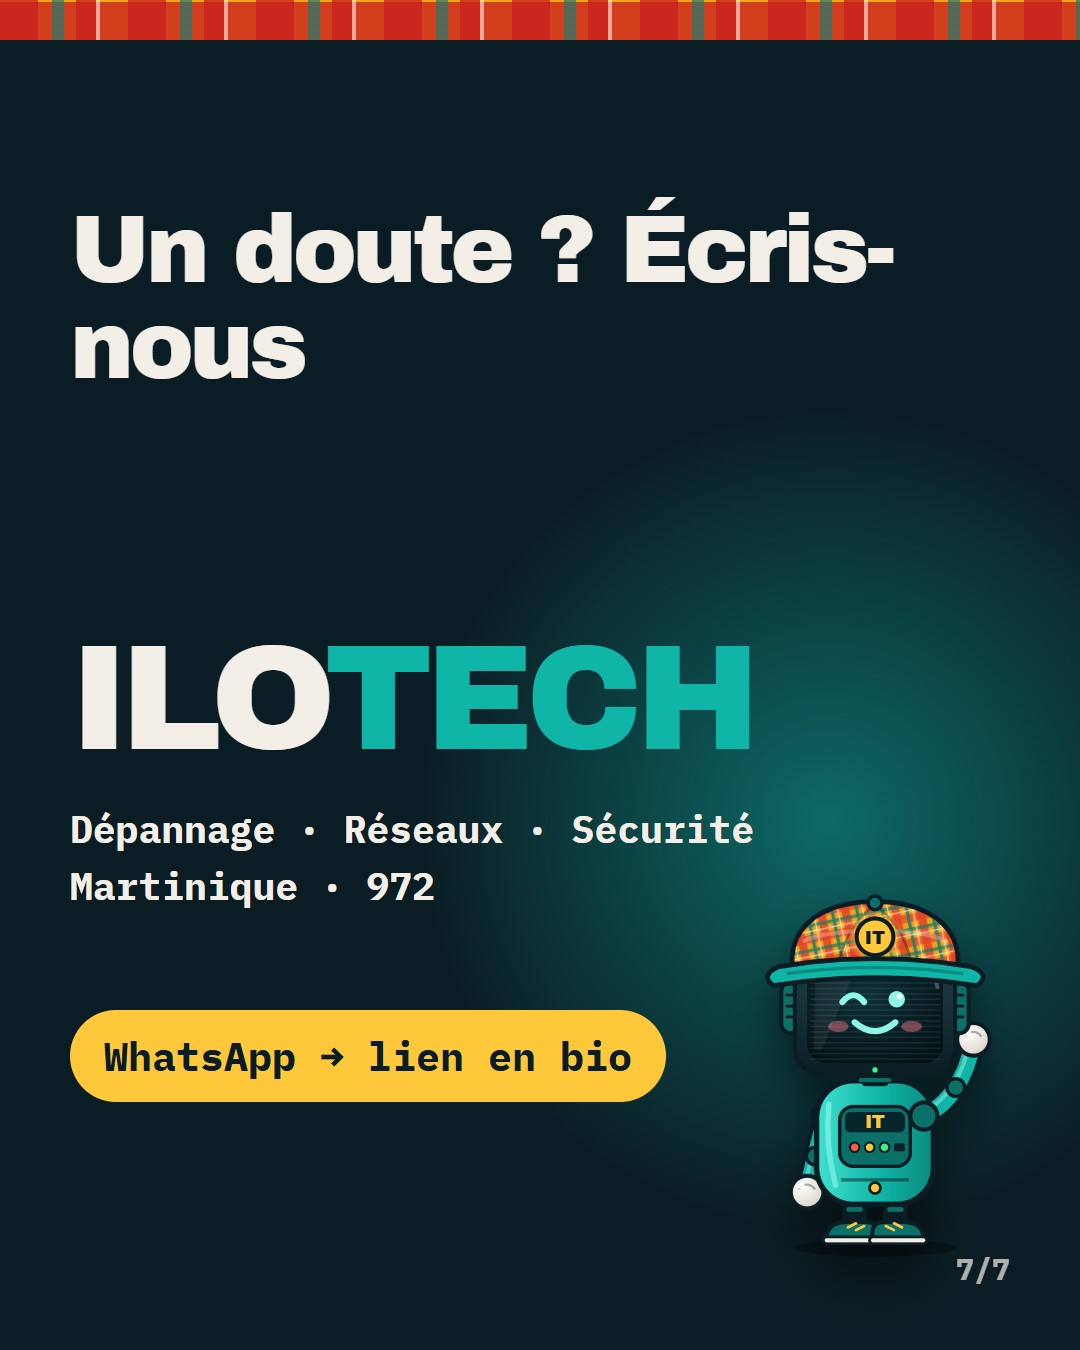 Un doute ? Écris-
nous
ILOTECH
Dépannage · Réseaux · Sécurité
Martinique · 972
IT
WhatsApp → lien en bio
IT
7/7